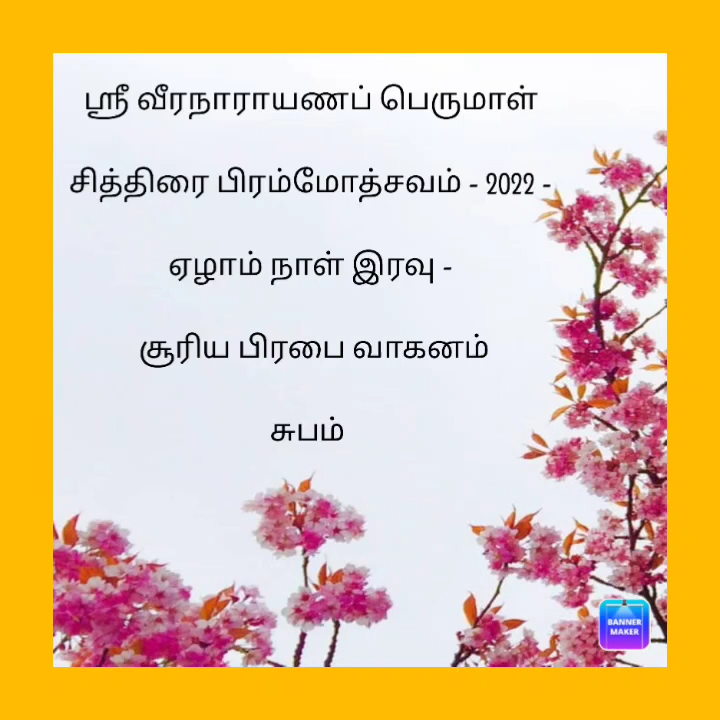 ஸ்ரீ வீரநாராயணப் பெருமாள்
சித்திரை பிரம்மோத்சவம் - 2022 -
ஏழாம் நாள் இரவு -
சூரிய பிரபை வாகனம்
சுபம்
BANNER
MAKER